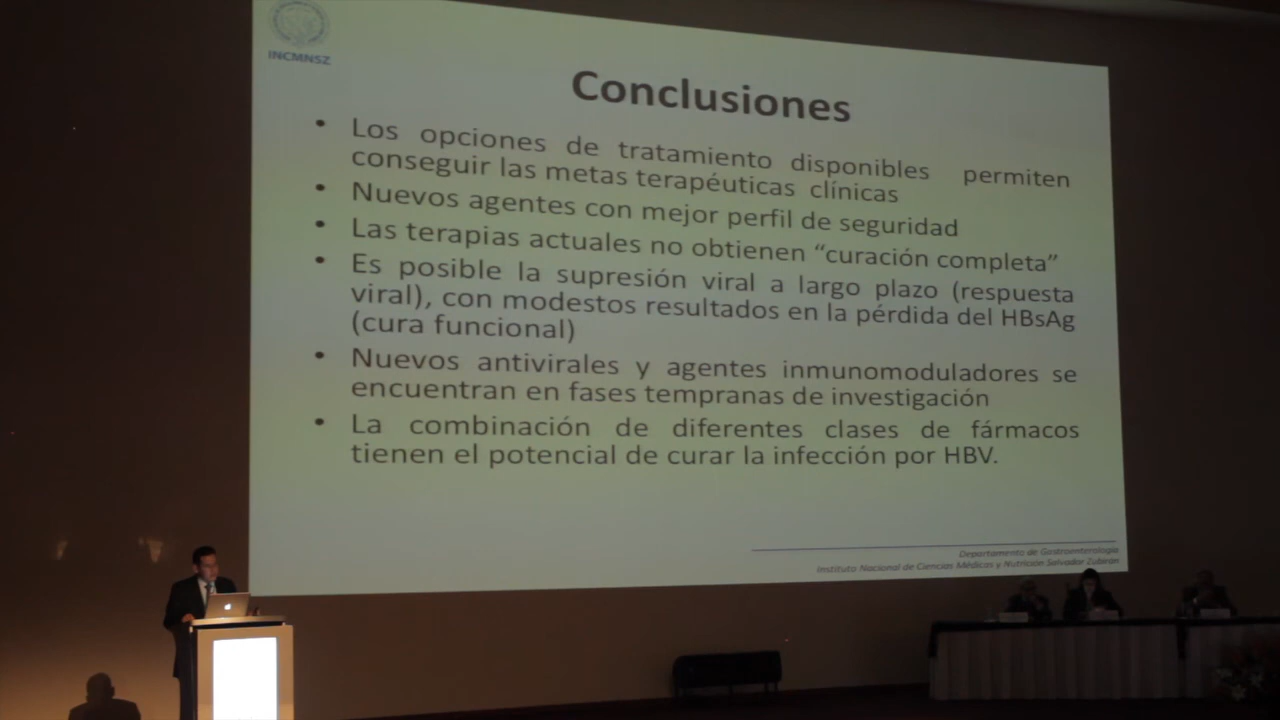 INCMNSZ
Conclusiones
• Los opciones de tratamiento disponibles permiten
conseguir las metas terapéuticas clínicas
• Nuevos agentes con mejor perfil de seguridad
• Las terapias actuales no obtienen “curación completa”
• Es posible la supresión viral a largo plazo (respuesta
viral), con modestos resultados en la pérdida del HBsAg
(cura funcional)
• Nuevos antivirales y agentes inmunomoduladores se
encuentran en fases tempranas de investigación
• La combinación de diferentes clases de fármacos
tienen el potencial de curar la infección por HBV.
Departamento de Gastroenterología
Instituto Nacional de Ciencias Médicas y Nutrición Salvador Zubirán